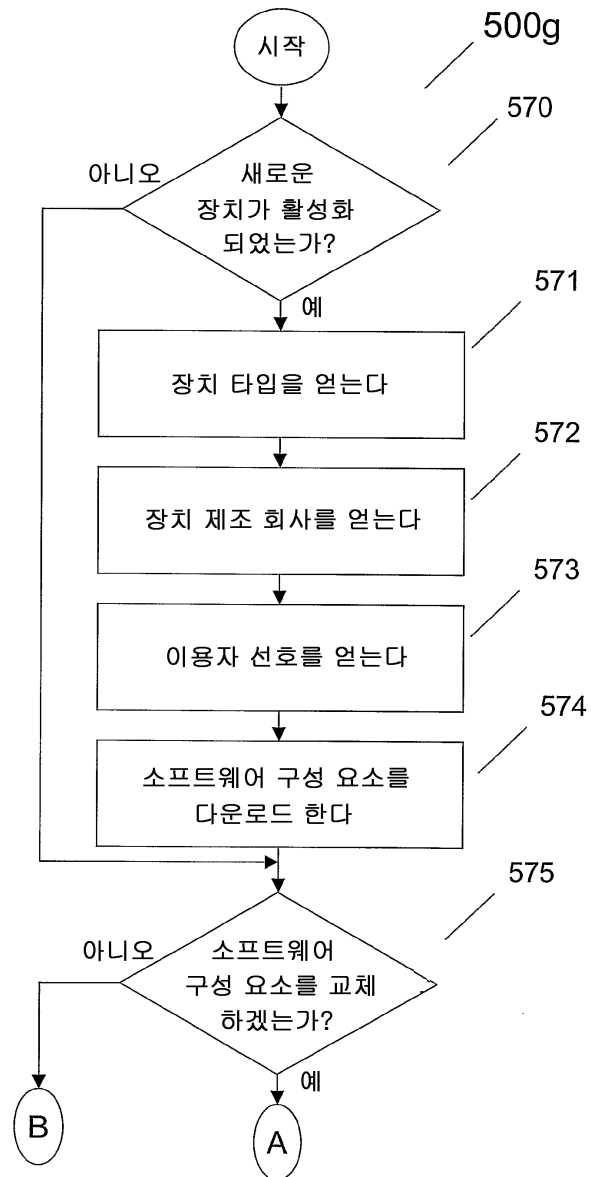 시작
500g
570
아니오
새로운
장치가 활성화
되었는가?
예
571
장치 타입을 얻는다
572
장치 제조 회사를 얻는다
573
이용자 선호를 얻는다
574
소프트웨어 구성 요소를
다운로드 한다
575
아니오
소프트웨어
구성 요소를 교체
하겠는가?
예
B
A